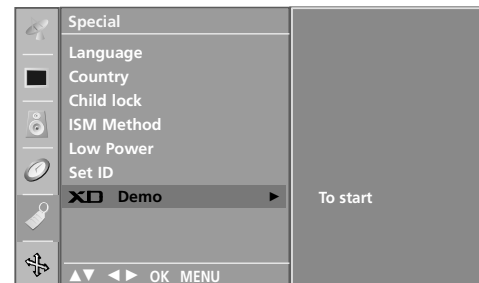 Special
Language
Country
Child lock
ISM Method
Low Power
Set ID
XD Demo ► To start
▲▼ ◄► OK MENU